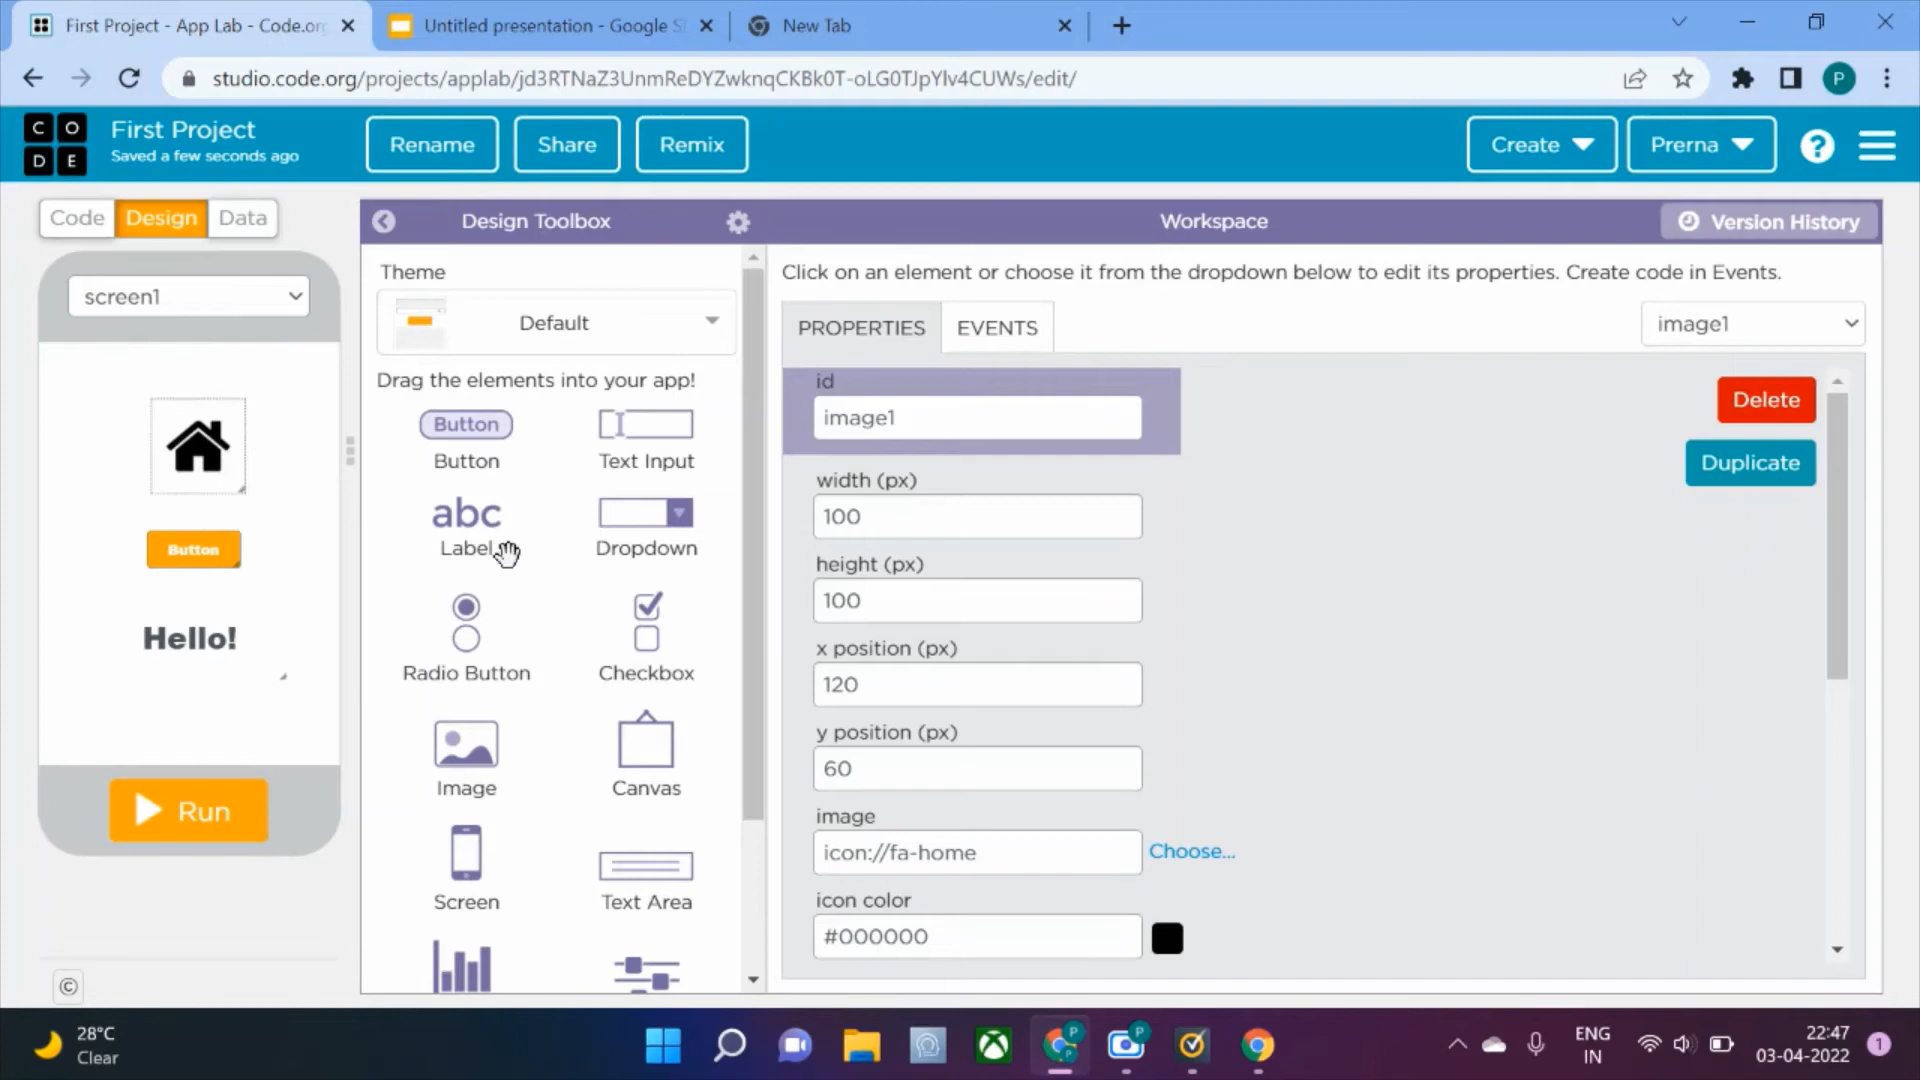 First Project - App Lab - Code.org
Untitled presentation - Google Sl
New Tab
studio.code.org/projects/applab/jd3RTNaZ3UnmReDYZwknqCKBk0T-oLG0TJpYlv4CUWs/edit/
P
C O D E
First Project
Saved a few seconds ago
Rename
Share
Remix
Create
Prerna
?
Code
Design
Data
Design Toolbox
Workspace
Version History
screen1
Button
Hello!
Run
©
Theme
Default
Drag the elements into your app!
Button
Button
Text Input
abc
Label
Dropdown
Radio Button
Checkbox
Image
Canvas
Screen
Text Area
Click on an element or choose it from the dropdown below to edit its properties. Create code in Events.
PROPERTIES
EVENTS
image1
id
image1
Delete
Duplicate
width (px)
100
height (px)
100
x position (px)
120
y position (px)
60
image
icon://fa-home
Choose...
icon color
#000000
28°C
Clear
P
P
P
ENG
IN
22:47
03-04-2022
1